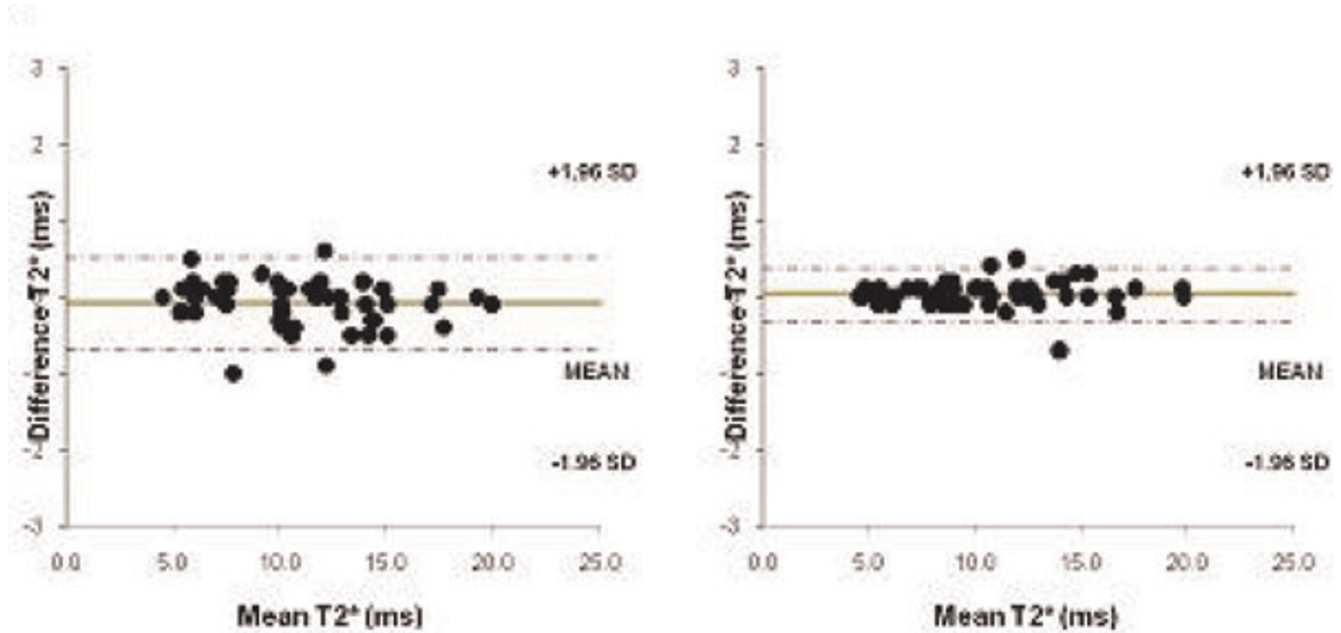 3
2
+1.96 SD
Difference T2* (ms)
MEAN
-1.96 SD
-3
0.0 5.0 10.0 15.0 20.0 25.0
Mean T2* (ms)
3
2
+1.96 SD
Difference T2* (ms)
MEAN
-1.96 SD
-3
0.0 5.0 10.0 15.0 20.0 25.0
Mean T2* (ms)